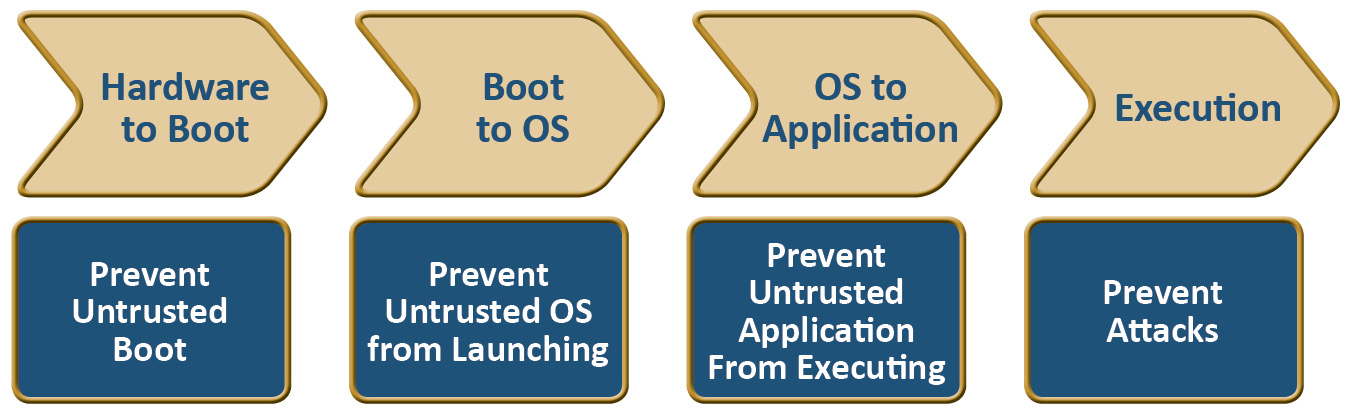 Hardware
to Boot
Boot
to OS
OS to
Application
Execution
Prevent
Untrusted
Boot
Prevent
Untrusted OS
from Launching
Prevent
Untrusted
Application
From Executing
Prevent
Attacks